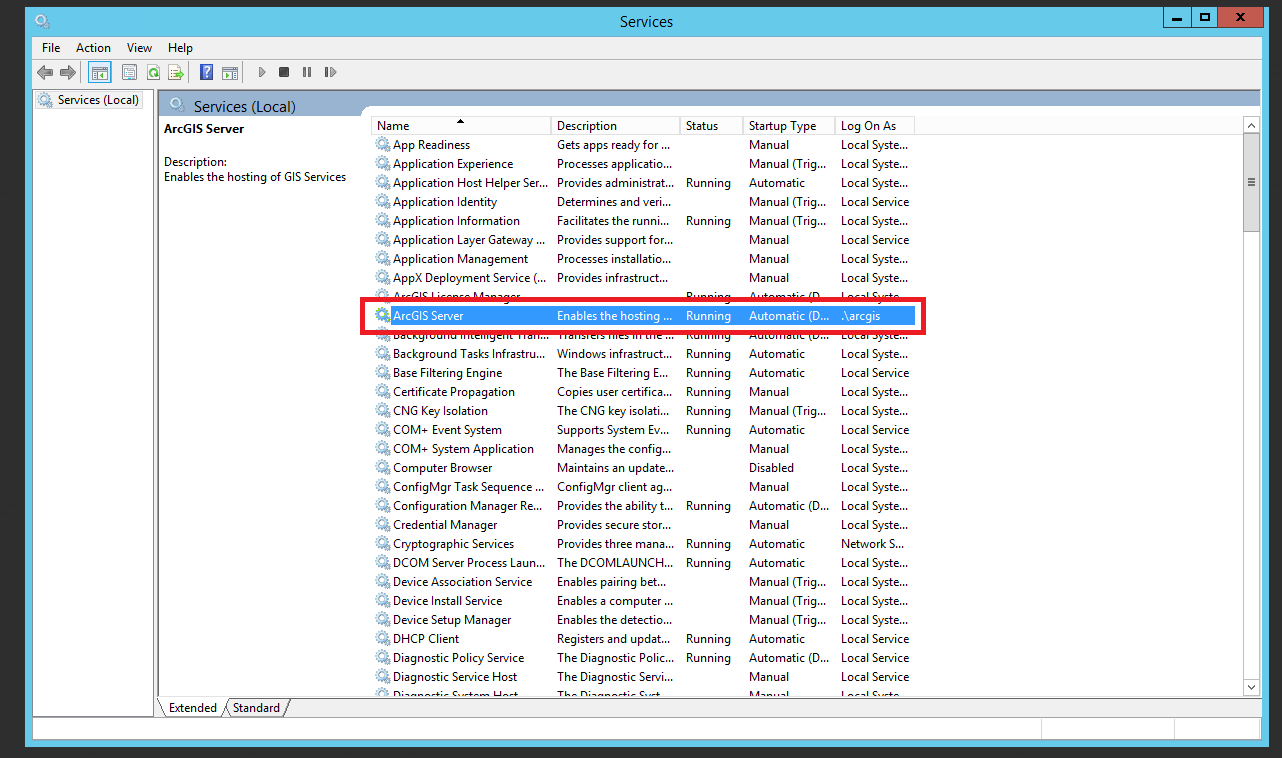 Services
File Action View Help
Services (Local)
Services (Local)
ArcGIS Server
Description:
Enables the hosting of GIS Services
Name Description Status Startup Type Log On As
App Readiness Gets apps ready for ... Manual Local Syste...
Application Experience Processes applicatio... Manual (Trig... Local Syste...
Application Host Helper Ser... Provides administrat... Running Automatic Local Syste...
Application Identity Determines and veri... Manual (Trig... Local Service
Application Information Facilitates the runni... Running Manual (Trig... Local Syste...
Application Layer Gateway ... Provides support for... Manual Local Service
Application Management Processes installatio... Manual Local Syste...
AppX Deployment Service (... Provides infrastruct... Manual Local Syste...
ArcGIS License Manager Running Automatic (D... Local Syste...
ArcGIS Server Enables the hosting ... Running Automatic (D... .\arcgis
Background Intelligent Tran... Transfers files in the ... Running Automatic (D... Local Syste...
Background Tasks Infrastru... Windows infrastruct... Running Automatic Local Syste...
Base Filtering Engine The Base Filtering E... Running Automatic Local Service
Certificate Propagation Copies user certifica... Running Manual Local Syste...
CNG Key Isolation The CNG key isolati... Running Manual (Trig... Local Syste...
COM+ Event System Supports System Ev... Running Automatic Local Service
COM+ System Application Manages the config... Manual Local Syste...
Computer Browser Maintains an update... Disabled Local Syste...
ConfigMgr Task Sequence ... ConfigMgr client ag... Manual Local Syste...
Configuration Manager Re... Provides the ability t... Running Automatic (D... Local Syste...
Credential Manager Provides secure stor... Manual Local Syste...
Cryptographic Services Provides three mana... Running Automatic Network S...
DCOM Server Process Laun... The DCOMLAUNCH... Running Automatic Local Syste...
Device Association Service Enables pairing bet... Manual (Trig... Local Syste...
Device Install Service Enables a computer ... Manual (Trig... Local Syste...
Device Setup Manager Enables the detectio... Manual (Trig... Local Syste...
DHCP Client Registers and updat... Running Automatic Local Service
Diagnostic Policy Service The Diagnostic Polic... Running Automatic (D... Local Service
Diagnostic Service Host The Diagnostic Servi... Manual Local Service
Diagnostic System Host The Diagnostic Syst... Manual Local Syste...
Extended Standard